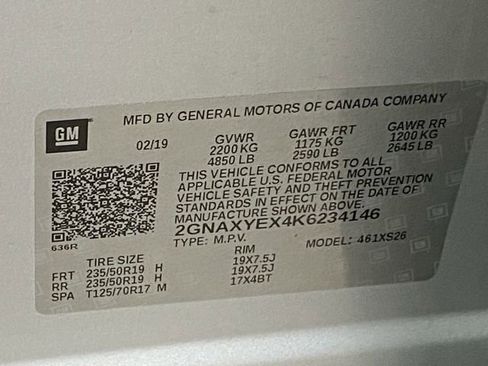 MFD BY GENERAL MOTORS OF CANADA COMPANY
GM
02/19 GVWR GAWR FRT GAWR RR
2200 KG 1175 KG 1200 KG
4850 LB 2590 LB 2645 LB
THIS VEHICLE CONFORMS TO ALL
APPLICABLE U.S. FEDERAL MOTOR
VEHICLE SAFETY AND THEFT PREVENTION
STANDARDS IN EFFECT ON THE DATE OF
MANUFACTURE SHOWN ABOVE.
2GNAXYEX4K6234146
636R
TYPE: M.P.V. MODEL: 461XS26
TIRE SIZE RIM
FRT 235/50R19 H 19X7.5J
RR 235/50R19 H 19X7.5J
SPA T125/70R17 M 17X4BT